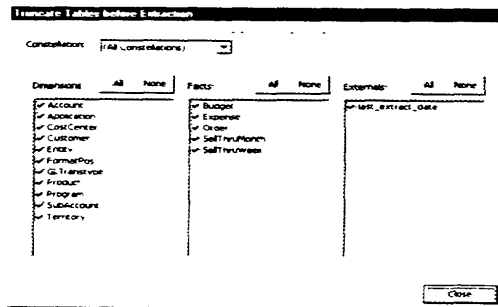 Truncate Tables before Extraction
Constellation: (All Constellations)
Dimensions All None
Facts: All None
Externals: All None
Account
Application
CostCenter
Customer
Entity
FormatPos
GLTranstype
Product
Program
SubAccount
Territory
Budget
Expense
Order
SellThruMonth
SellThruWeek
last_extract_date
Close